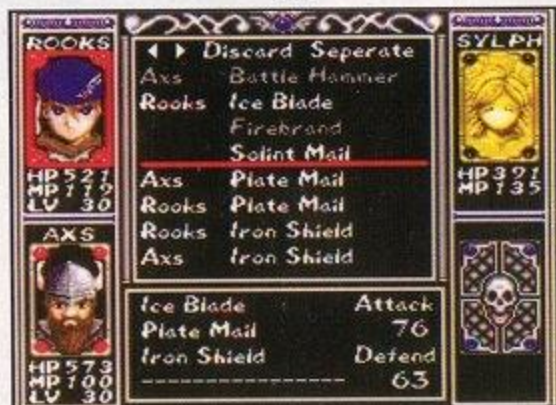 ROOKS
HP 521
MP 119
LV 30
AXS
HP 573
MP 100
LV 30
◀ ▶ Discard Seperate
Axs Battle Hammer
Rooks Ice Blade
Firebrand
Solint Mail
Axs Plate Mail
Rooks Plate Mail
Rooks Iron Shield
Axs Iron Shield
Ice Blade Attack
Plate Mail 76
Iron Shield Defend
---------------- 63
SYLPH
HP 391
MP 135